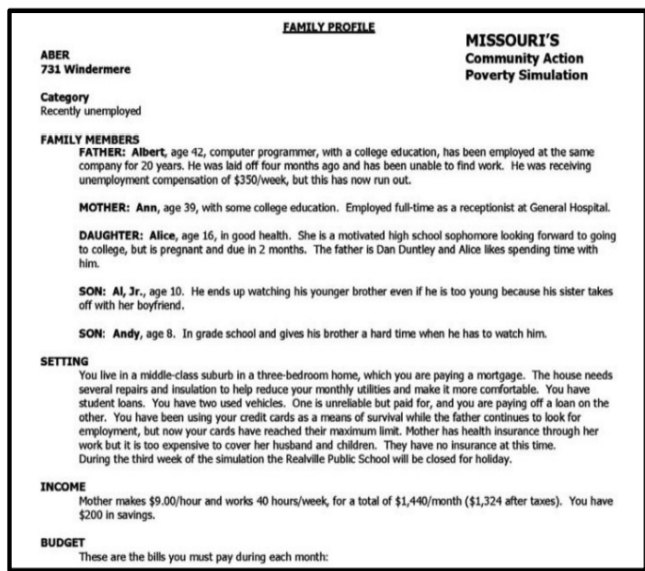 FAMILY PROFILE
MISSOURI'S
Community Action
Poverty Simulation
ABER
731 Windermere
Category
Recently unemployed
FAMILY MEMBERS
FATHER: Albert, age 42, computer programmer, with a college education, has been employed at the same
company for 20 years. He was laid off four months ago and has been unable to find work. He was receiving
unemployment compensation of $350/week, but this has now run out.
MOTHER: Ann, age 39, with some college education. Employed full-time as a receptionist at General Hospital.
DAUGHTER: Alice, age 16, in good health. She is a motivated high school sophomore looking forward to going
to college, but is pregnant and due in 2 months. The father is Dan Duntley and Alice likes spending time with
him.
SON: Al, Jr., age 10. He ends up watching his younger brother even if he is too young because his sister takes
off with her boyfriend.
SON: Andy, age 8. In grade school and gives his brother a hard time when he has to watch him.
SETTING
You live in a middle-class suburb in a three-bedroom home, which you are paying a mortgage. The house needs
several repairs and insulation to help reduce your monthly utilities and make it more comfortable. You have
student loans. You have two used vehicles. One is unreliable but paid for, and you are paying off a loan on the
other. You have been using your credit cards as a means of survival while the father continues to look for
employment, but now your cards have reached their maximum limit. Mother has health insurance through her
work but it is too expensive to cover her husband and children. They have no insurance at this time.
During the third week of the simulation the Realville Public School will be closed for holiday.
INCOME
Mother makes $9.00/hour and works 40 hours/week, for a total of $1,440/month ($1,324 after taxes). You have
$200 in savings.
BUDGET
These are the bills you must pay during each month: